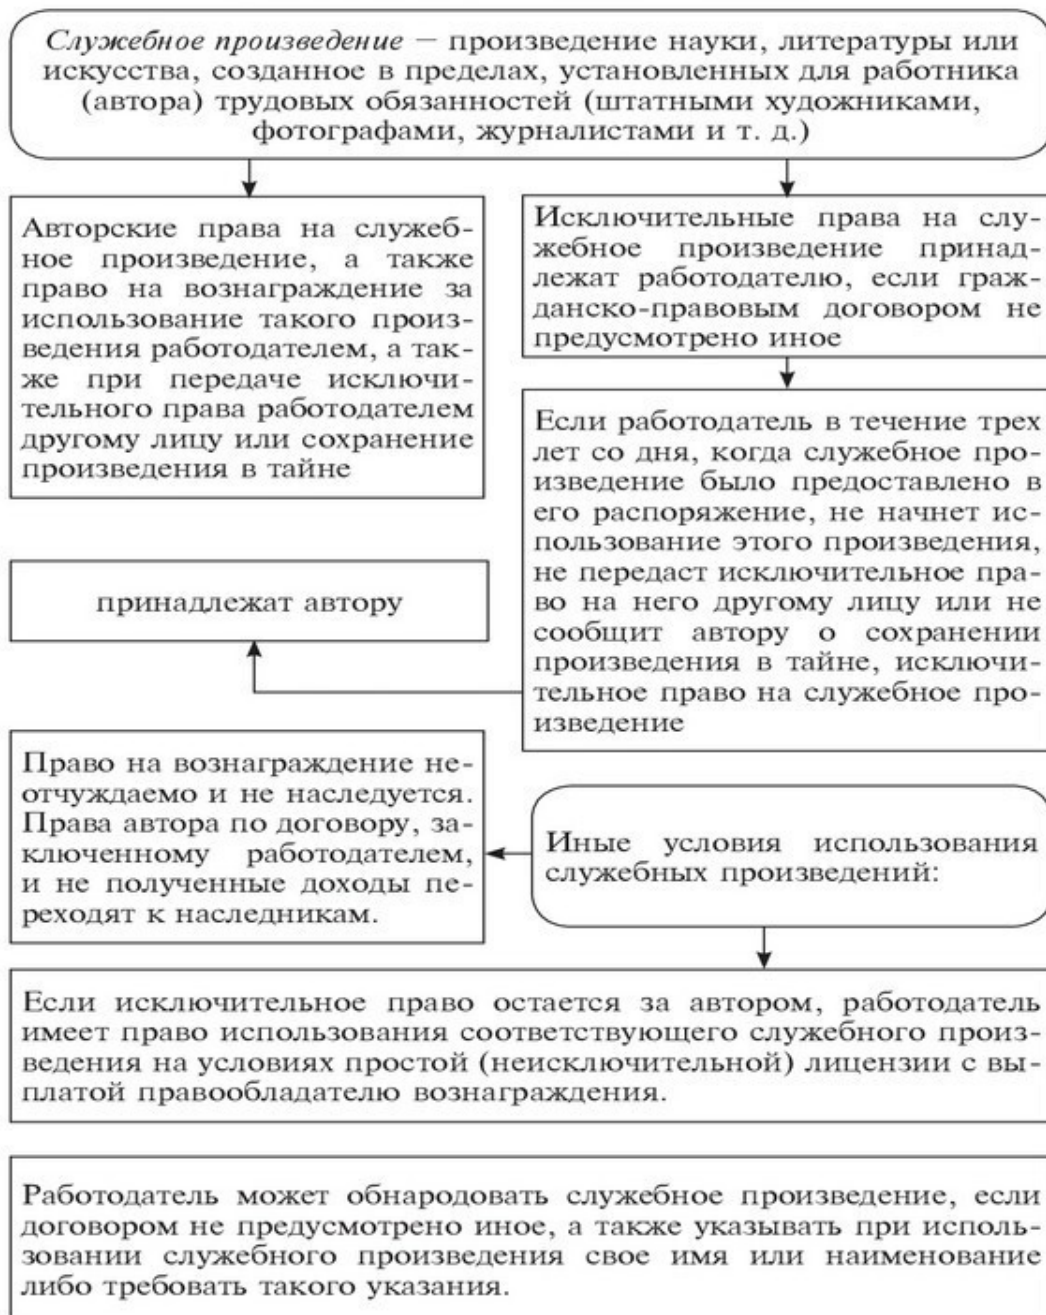 Служебное произведение – произведение науки, литературы или
искусства, созданное в пределах, установленных для работника
(автора) трудовых обязанностей (штатными художниками,
фотографами, журналистами и т. д.)
Авторские права на служеб-
ное произведение, а также
право на вознаграждение за
использование такого произ-
ведения работодателем, а так-
же при передаче исключи-
тельного права работодателем
другому лицу или сохранение
произведения в тайне
принадлежат автору
Исключительные права на слу-
жебное произведение принад-
лежат работодателю, если граж-
данско-правовым договором не
предусмотрено иное
Если работодатель в течение трех
лет со дня, когда служебное про-
изведение было предоставлено в
его распоряжение, не начнет ис-
пользование этого произведения,
не передаст исключительное пра-
во на него другому лицу или не
сообщит автору о сохранении
произведения в тайне, исключи-
тельное право на служебное про-
изведение
Иные условия использования
служебных произведений:
Право на вознаграждение не-
отчуждаемо и не наследуется.
Права автора по договору, за-
ключенному работодателем,
и не полученные доходы пе-
реходят к наследникам.
Если исключительное право остается за автором, работодатель
имеет право использования соответствующего служебного произ-
ведения на условиях простой (неисключительной) лицензии с вы-
платой правообладателю вознаграждения.
Работодатель может обнародовать служебное произведение, если
договором не предусмотрено иное, а также указывать при исполь-
зовании служебного произведения свое имя или наименование
либо требовать такого указания.